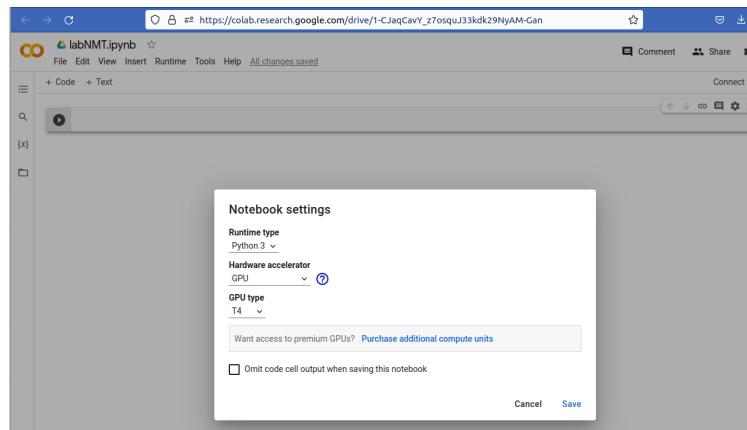 https://colab.research.google.com/drive/1-CJaqCavY_z7osquJ33kdk29NyAM-Gan
labNMT.ipynb
File Edit View Insert Runtime Tools Help All changes saved
Comment Share
+ Code + Text
Connect
{x}
Notebook settings
Runtime type
Python 3
Hardware accelerator
GPU
?
GPU type
T4
Want access to premium GPUs? Purchase additional compute units
Omit code cell output when saving this notebook
Cancel Save